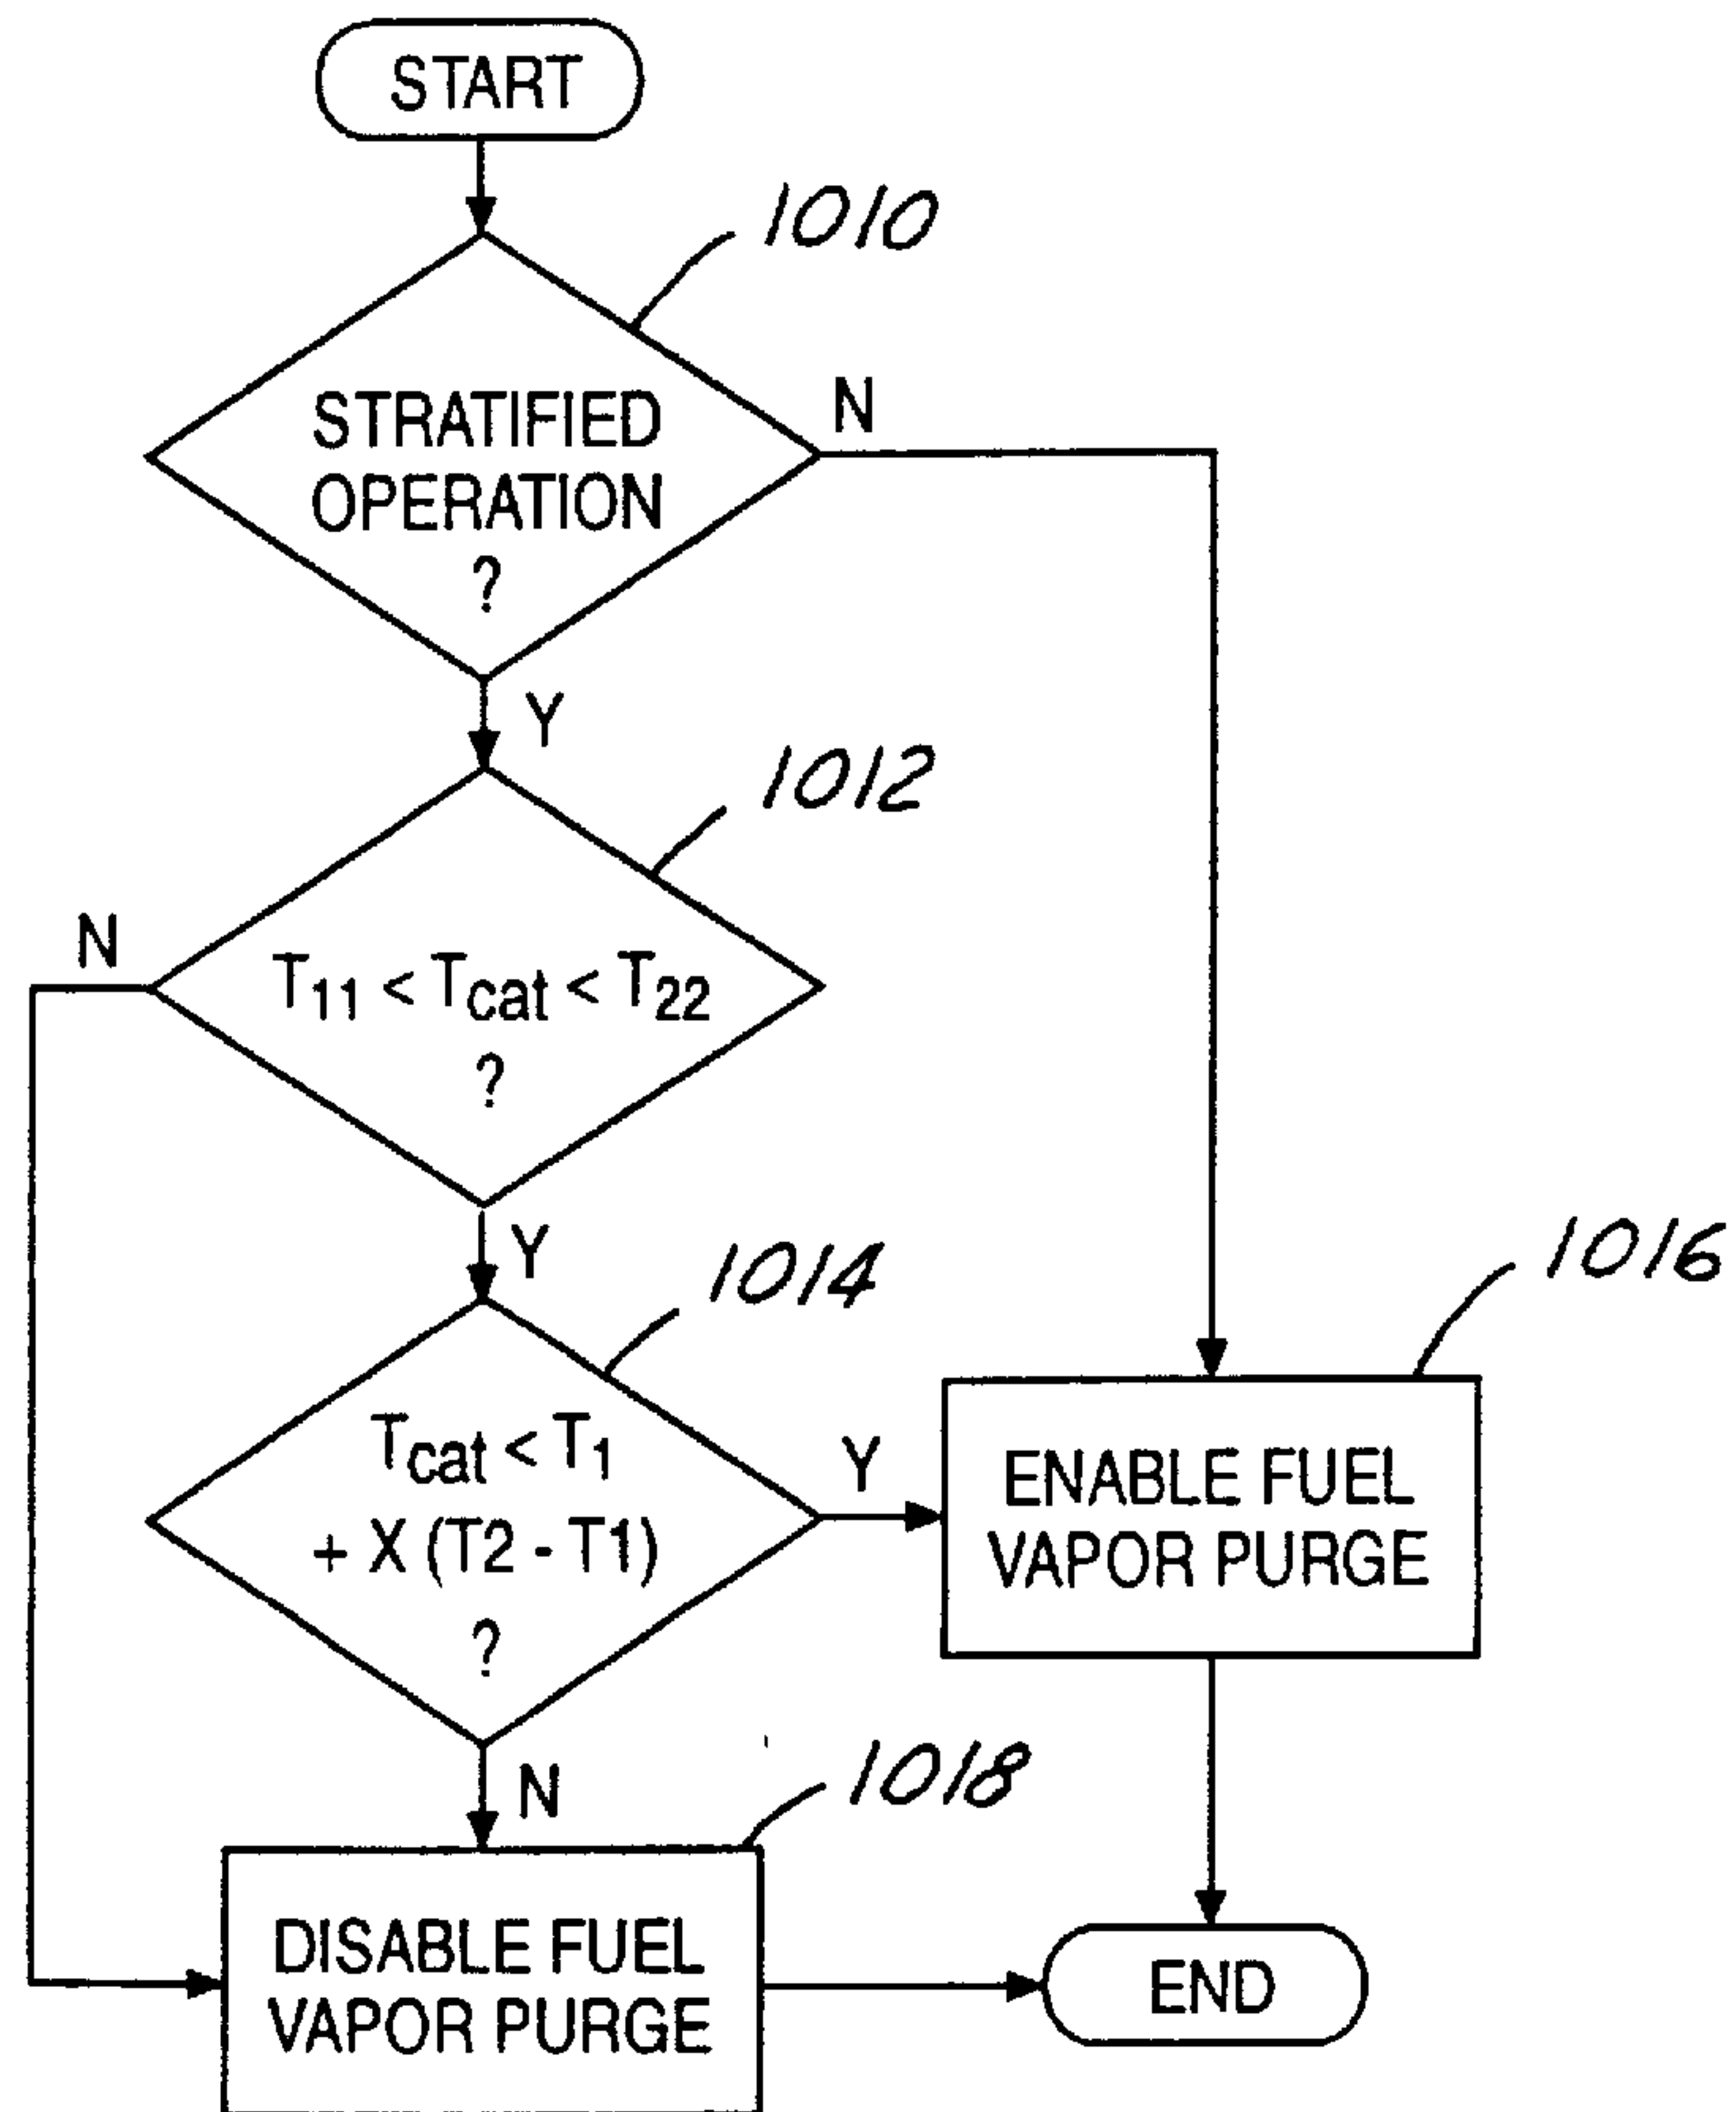 START
1010
STRATIFIED
OPERATION
?
N
Y
1012
N
T11 < Tcat < T22
?
Y
1014
1016
Tcat < T1
+ X (T2 - T1)
?
Y
ENABLE FUEL
VAPOR PURGE
N
1018
DISABLE FUEL
VAPOR PURGE
END